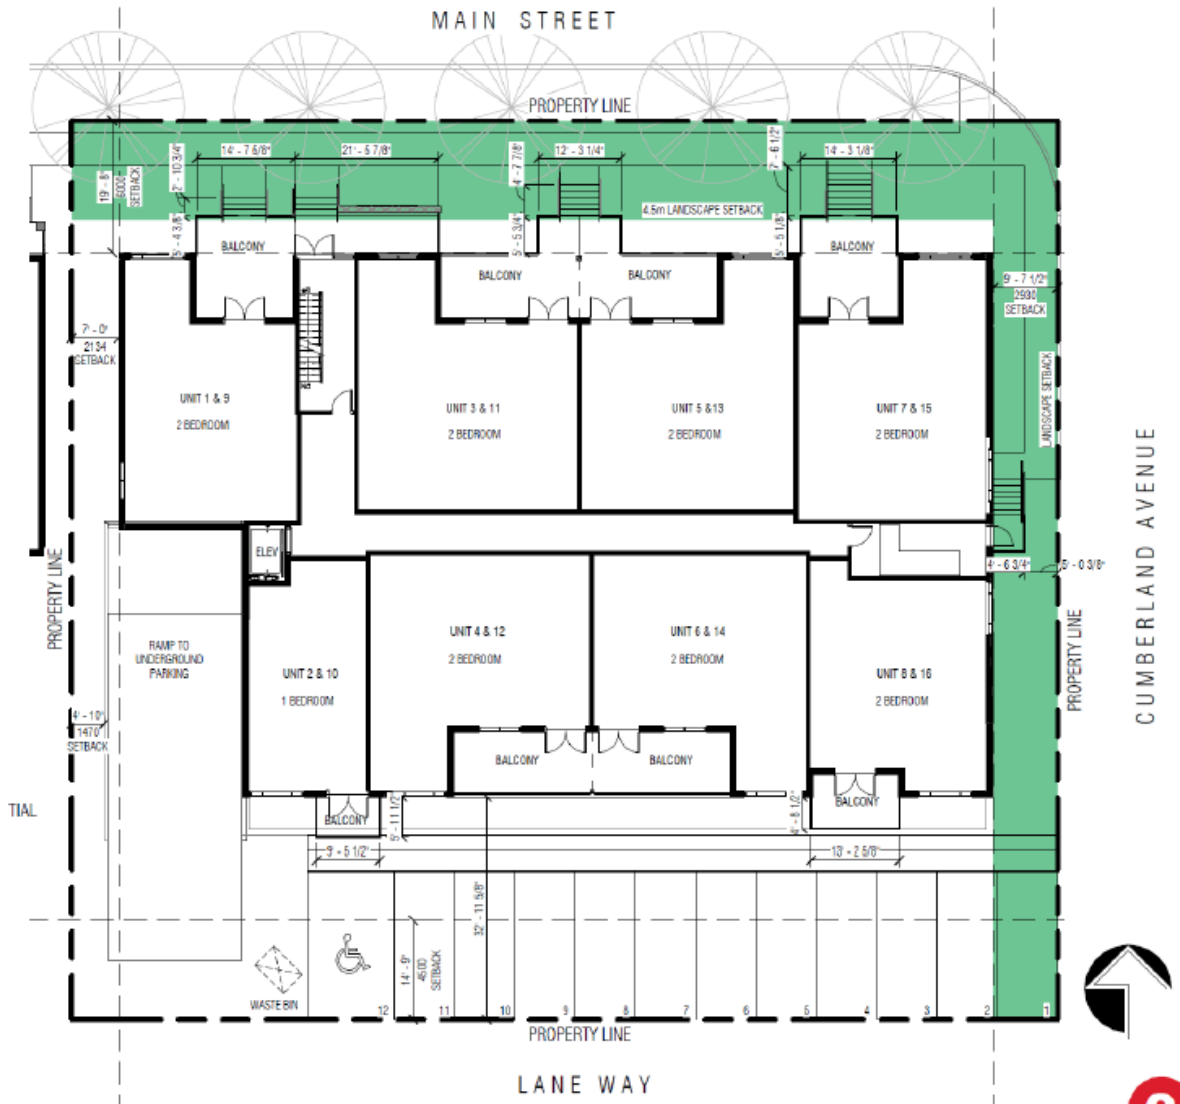 MAIN STREET
PROPERTY LINE
14' - 7 5/8"
21' - 5 7/8"
12' - 3 1/4"
14' - 3 1/8"
2' - 10 3/4"
4' - 7 7/8"
7' - 6 1/2"
19' - 8"
6000
SETBACK
5' - 4 3/8"
5' - 5 3/4"
5' - 5 1/8"
4.5m LANDSCAPE SETBACK
BALCONY
BALCONY
BALCONY
BALCONY
9' - 7 1/2"
2930
SETBACK
7' - 0"
2134
SETBACK
LANDSCAPE SETBACK
UNIT 1 & 9
2 BEDROOM
UNIT 3 & 11
2 BEDROOM
UNIT 5 &13
2 BEDROOM
UNIT 7 & 15
2 BEDROOM
CUMBERLAND AVENUE
ELEV
PROPERTY LINE
4' - 6 3/4"
5' - 0 3/8"
PROPERTY LINE
RAMP TO
UNDERGROUND
PARKING
UNIT 2 & 10
1 BEDROOM
UNIT 4 & 12
2 BEDROOM
UNIT 6 & 14
2 BEDROOM
UNIT 8 & 16
2 BEDROOM
4' - 10"
1470
SETBACK
BALCONY
BALCONY
BALCONY
BALCONY
TIAL
5' - 11 1/2"
4' - 8 1/2"
13' - 2 5/8"
32' - 11 5/8"
14' - 9"
4500
SETBACK
WASTE BIN
12
11
10
9
8
7
6
5
4
3
2
1
PROPERTY LINE
LANE WAY